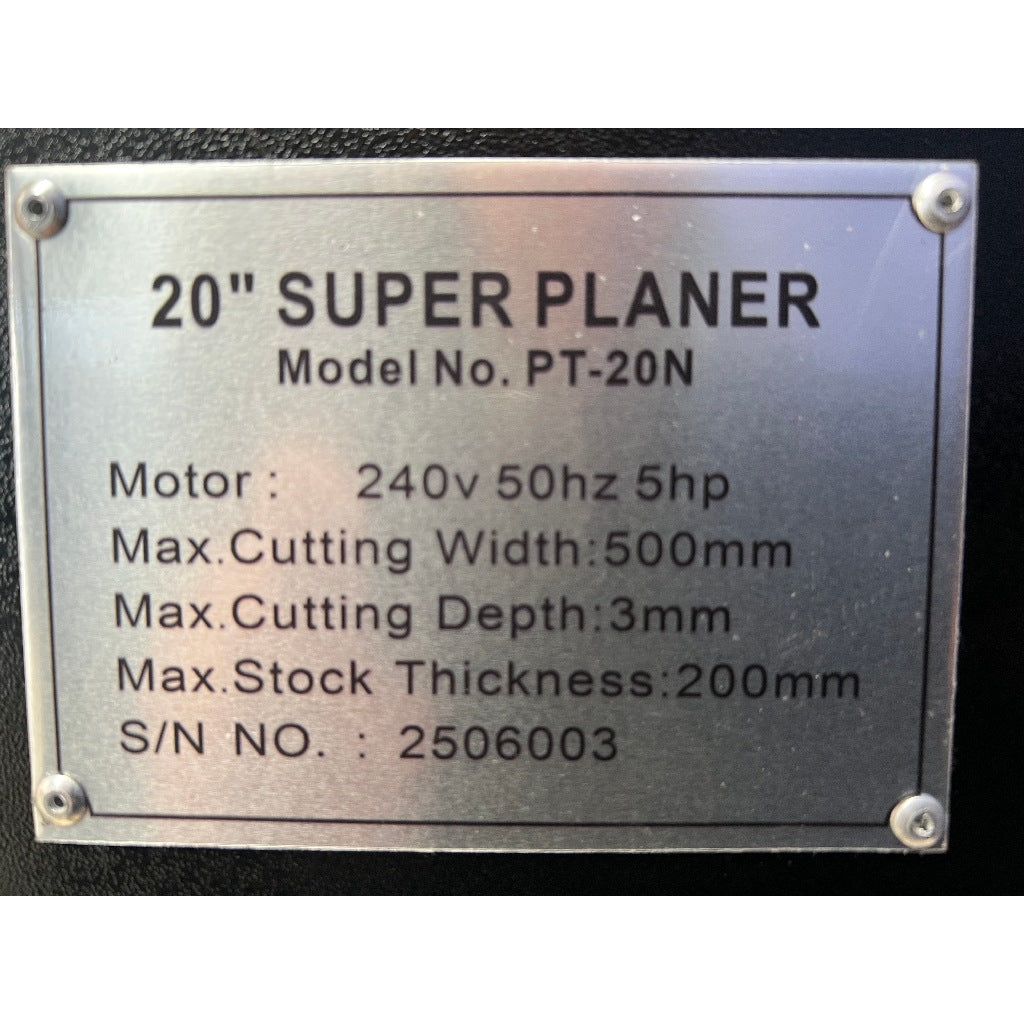 20" SUPER PLANER
Model No. PT-20N
Motor : 240v 50hz 5hp
Max.Cutting Width:500mm
Max.Cutting Depth:3mm
Max.Stock Thickness:200mm
S/N NO. : 2506003